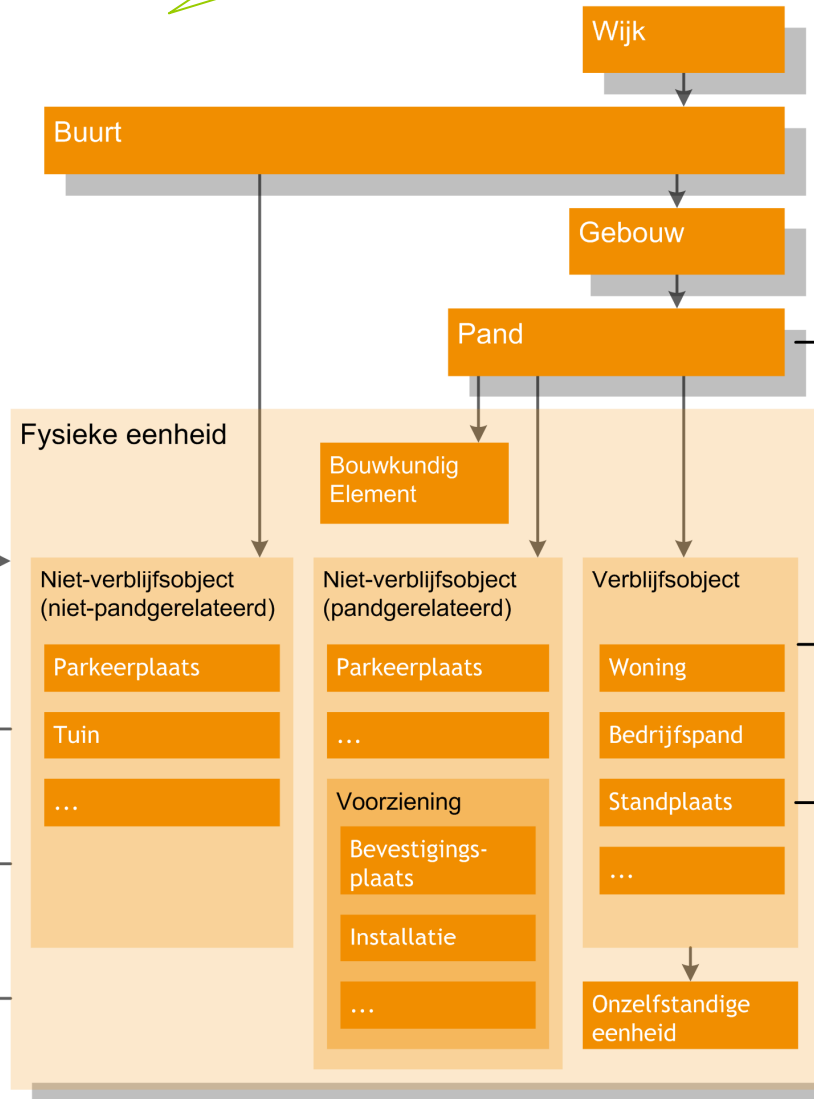 Wijk
Buurt
Gebouw
Pand
Fysieke eenheid
Bouwkundig
Element
Niet-verblijfsobject
(niet-pandgerelateerd)
Parkeerplaats
Tuin
...
Niet-verblijfsobject
(pandgerelateerd)
Parkeerplaats
...
Voorziening
Bevestigings-
plaats
Installatie
...
Verblijfsobject
Woning
Bedrijfspand
Standplaats
...
Onzelfstandige
eenheid